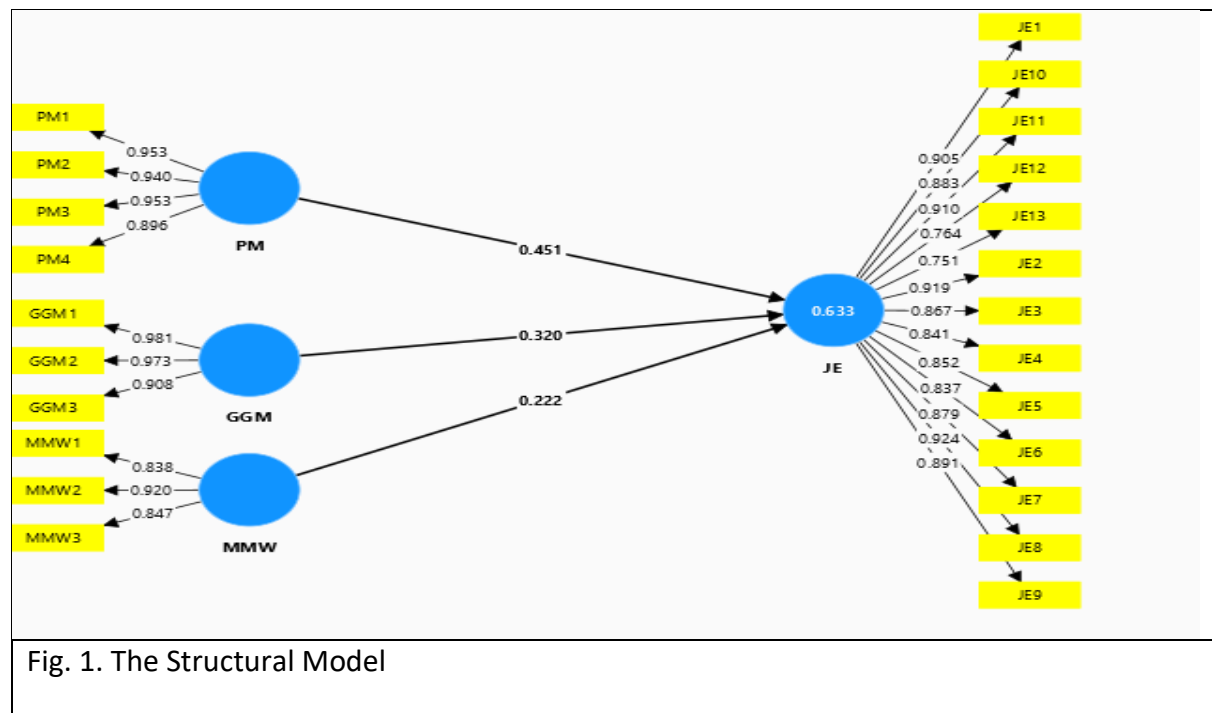 PM1
PM2
PM3
PM4
0.953
0.940
0.953
0.896
PM
GGM1
GGM2
GGM3
0.981
0.973
0.908
GGM
MMW1
MMW2
MMW3
0.838
0.920
0.847
MMW
0.451
0.320
0.222
0.633
JE
0.905
0.883
0.910
0.764
0.751
0.919
0.867
0.841
0.852
0.837
0.879
0.924
0.891
JE1
JE10
JE11
JE12
JE13
JE2
JE3
JE4
JE5
JE6
JE7
JE8
JE9
Fig. 1. The Structural Model